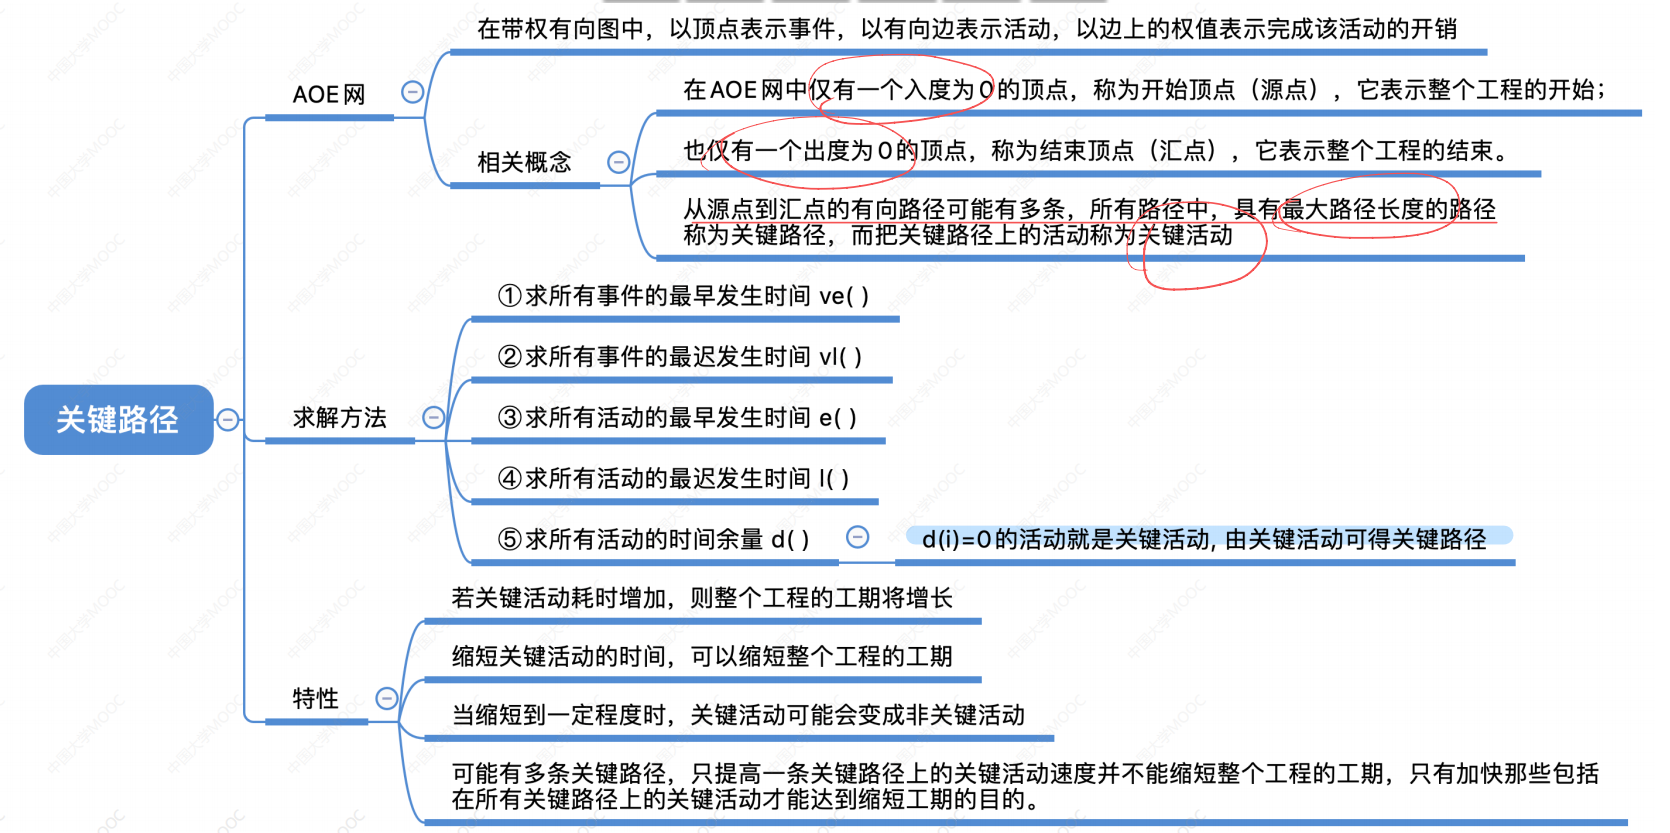 在带权有向图中，以顶点表示事件，以有向边表示活动，以边上的权值表示完成该活动的开销
AOE网
在AOE网中仅有一个入度为0的顶点，称为开始顶点（源点），它表示整个工程的开始；
相关概念
也仅有一个出度为0的顶点，称为结束顶点（汇点），它表示整个工程的结束。
从源点到汇点的有向路径可能有多条，所有路径中，具有最大路径长度的路径
称为关键路径，而把关键路径上的活动称为关键活动
①求所有事件的最早发生时间 ve( )
②求所有事件的最迟发生时间 vl( )
关键路径
求解方法
③求所有活动的最早发生时间 e( )
④求所有活动的最迟发生时间 l( )
⑤求所有活动的时间余量 d( )
d(i)=0的活动就是关键活动, 由关键活动可得关键路径
若关键活动耗时增加，则整个工程的工期将增长
缩短关键活动的时间，可以缩短整个工程的工期
特性
当缩短到一定程度时，关键活动可能会变成非关键活动
可能有多条关键路径，只提高一条关键路径上的关键活动速度并不能缩短整个工程的工期，只有加快那些包括
在所有关键路径上的关键活动才能达到缩短工期的目的。
中国大学MOOC